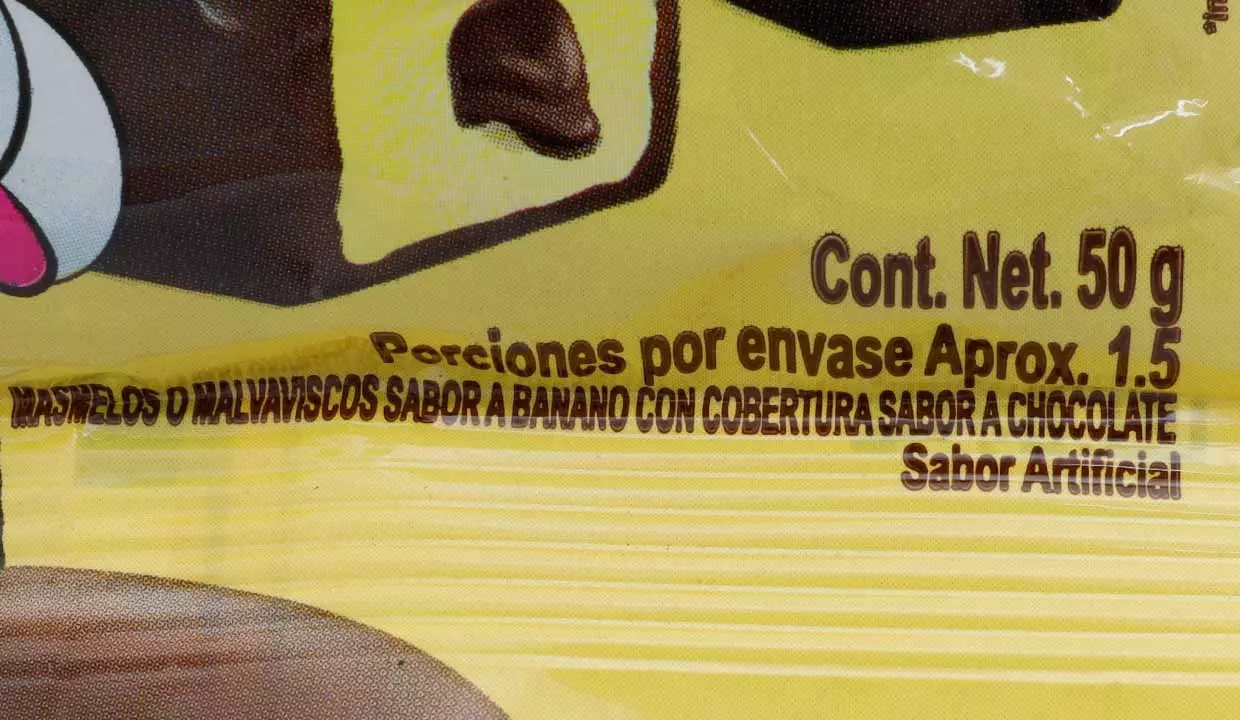 Cont. Net. 50 g
Porciones por envase Aprox. 1.5
MASMELOS O MALVAVISCOS SABOR A BANANO CON COBERTURA SABOR A CHOCOLATE
Sabor Artificial